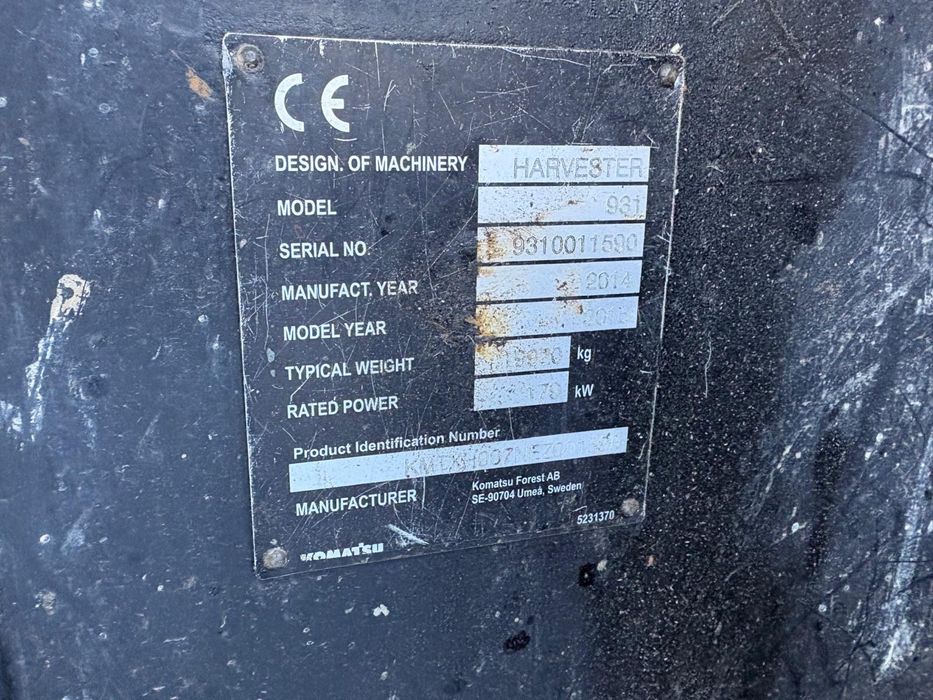 CE
DESIGN. OF MACHINERY HARVESTER
MODEL 931
SERIAL NO. 9310011590
MANUFACT. YEAR 2014
MODEL YEAR
TYPICAL WEIGHT kg
RATED POWER kW
Product Identification Number
MANUFACTURER
Komatsu Forest AB
SE-90704 Umeå, Sweden
5231370
KOMATSU